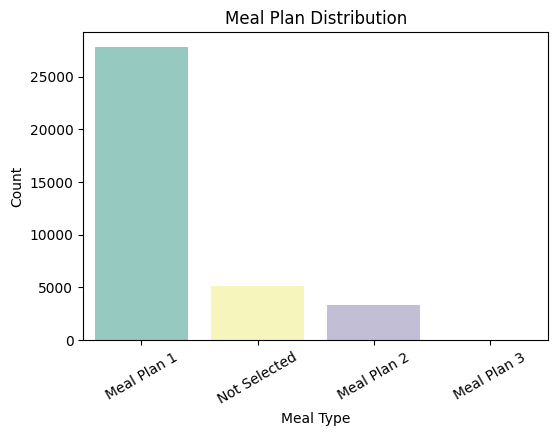 Meal Plan Distribution
Count
25000
20000
15000
10000
5000
0
Meal Plan 1
Not Selected
Meal Plan 2
Meal Plan 3
Meal Type